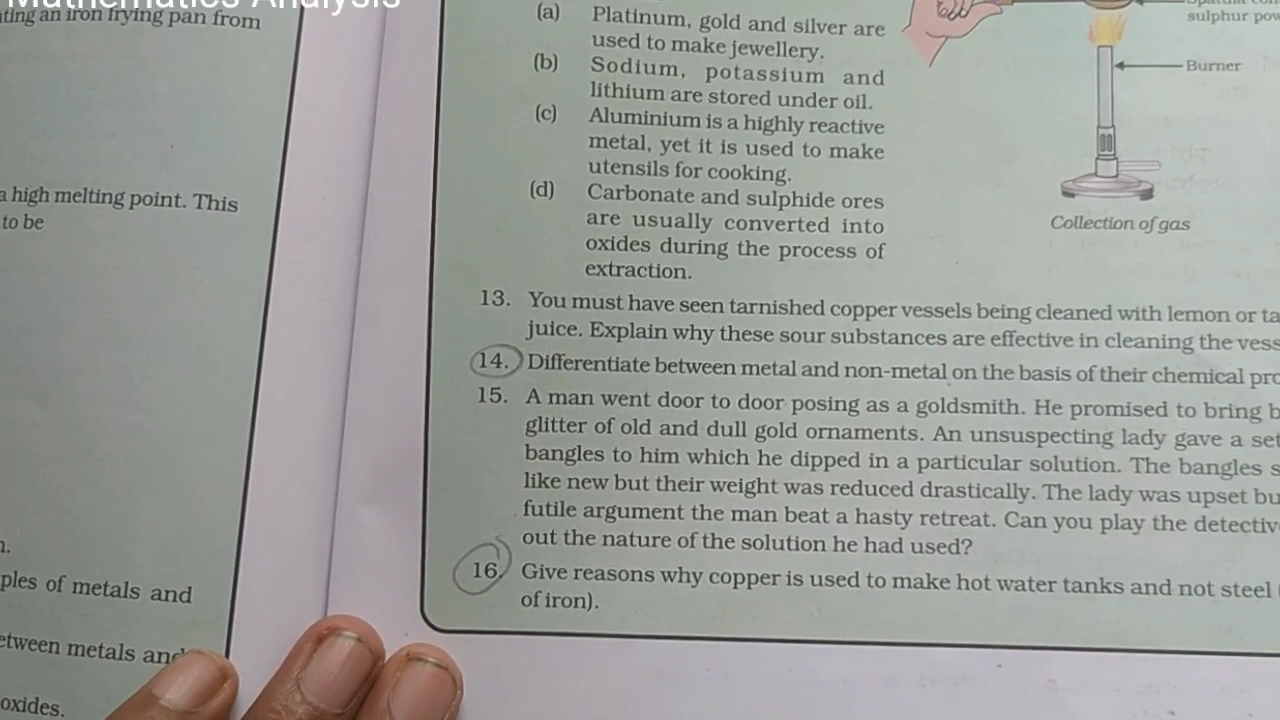 Mathematics Analysis
ting an iron frying pan from
a high melting point. This
to be
ples of metals and
etween metals and
oxides.
(a) Platinum, gold and silver are
used to make jewellery.
(b) Sodium, potassium and
lithium are stored under oil.
(c) Aluminium is a highly reactive
metal, yet it is used to make
utensils for cooking.
(d) Carbonate and sulphide ores
are usually converted into
oxides during the process of
extraction.
sulphur pow
Burner
Collection of gas
13. You must have seen tarnished copper vessels being cleaned with lemon or ta
juice. Explain why these sour substances are effective in cleaning the vess
14. Differentiate between metal and non-metal on the basis of their chemical pro
15. A man went door to door posing as a goldsmith. He promised to bring b
glitter of old and dull gold ornaments. An unsuspecting lady gave a set
bangles to him which he dipped in a particular solution. The bangles s
like new but their weight was reduced drastically. The lady was upset bu
futile argument the man beat a hasty retreat. Can you play the detectiv
out the nature of the solution he had used?
16. Give reasons why copper is used to make hot water tanks and not steel
of iron).